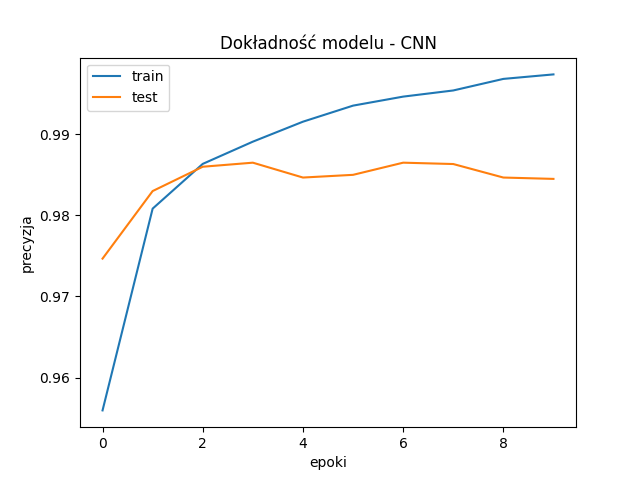 Dokładność modelu - CNN
train
test
precyzja
0.99
0.98
0.97
0.96
0
2
4
6
8
epoki